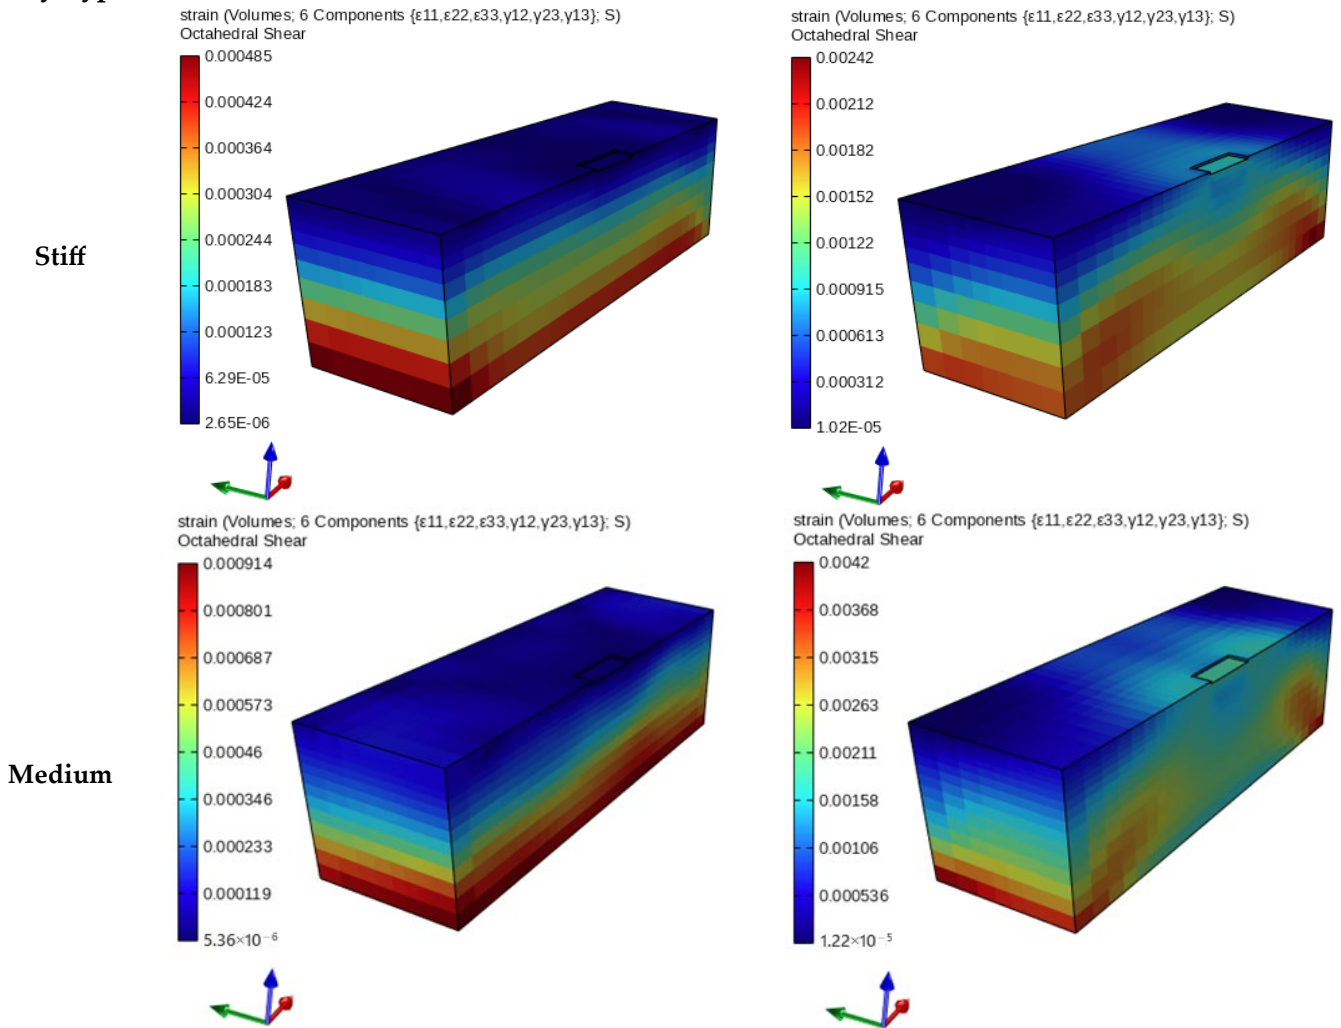 strain (Volumes; 6 Components {ε11,ε22,ε33,γ12,γ23,γ13}; S)
Octahedral Shear
0.000485
0.000424
0.000364
0.000304
0.000244
0.000183
0.000123
6.29E-05
2.65E-06
strain (Volumes; 6 Components {ε11,ε22,ε33,γ12,γ23,γ13}; S)
Octahedral Shear
0.00242
0.00212
0.00182
0.00152
0.00122
0.000915
0.000613
0.000312
1.02E-05
Stiff
strain (Volumes; 6 Components {ε11,ε22,ε33,γ12,γ23,γ13}; S)
Octahedral Shear
0.000914
0.000801
0.000687
0.000573
0.00046
0.000346
0.000233
0.000119
5.36×10⁻⁶
strain (Volumes; 6 Components {ε11,ε22,ε33,γ12,γ23,γ13}; S)
Octahedral Shear
0.0042
0.00368
0.00315
0.00263
0.00211
0.00158
0.00106
0.000536
1.22×10⁻⁵
Medium